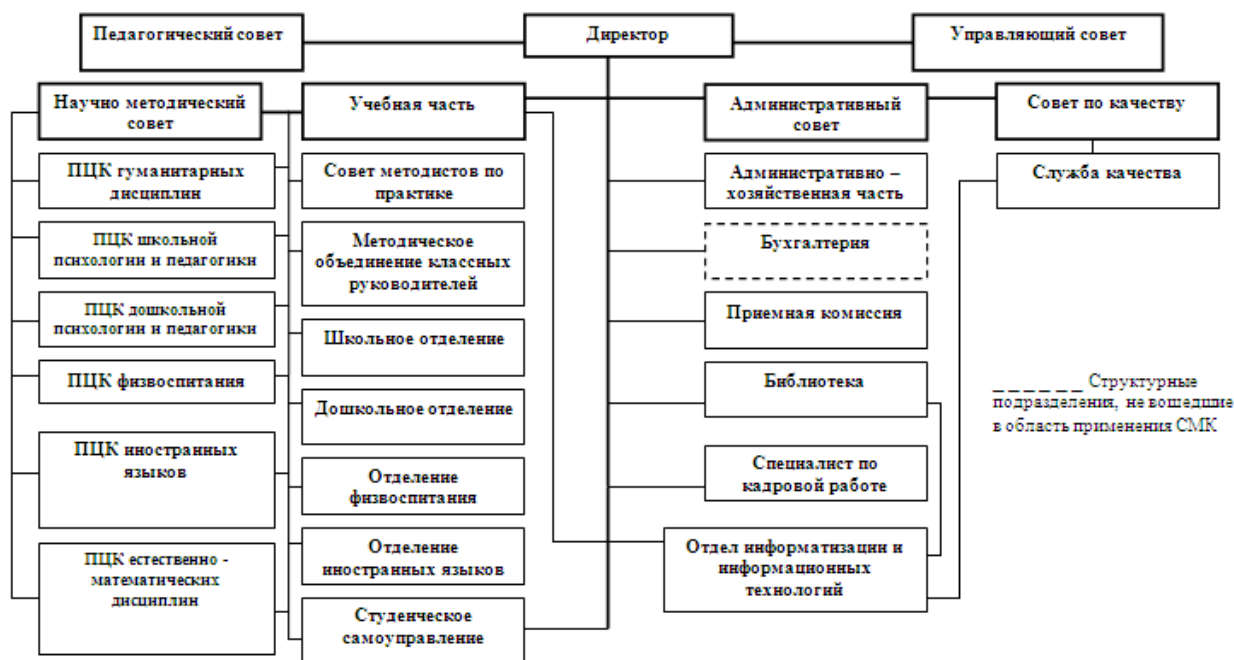 Педагогический совет
Директор
Управляющий совет
Научно методический
совет
Учебная часть
Административный
совет
Совет по качеству
ПЦК гуманитарных
дисциплин
Совет методистов по
практике
Административно –
хозяйственная часть
Служба качества
ПЦК школьной
психологии и педагогики
Методическое
объединение классных
руководителей
Бухгалтерия
ПЦК дошкольной
психологии и педагогики
Школьное отделение
Приемная комиссия
ПЦК физвоспитания
Дошкольное отделение
Библиотека
_ _ _ _ _ _ Структурные
подразделения, не вошедшие
в область применения СМК
ПЦК иностранных
языков
Отделение
физвоспитания
Специалист по
кадровой работе
ПЦК естественно -
математических
дисциплин
Отделение
иностранных языков
Отдел информатизации и
информационных
технологий
Студенческое
самоуправление